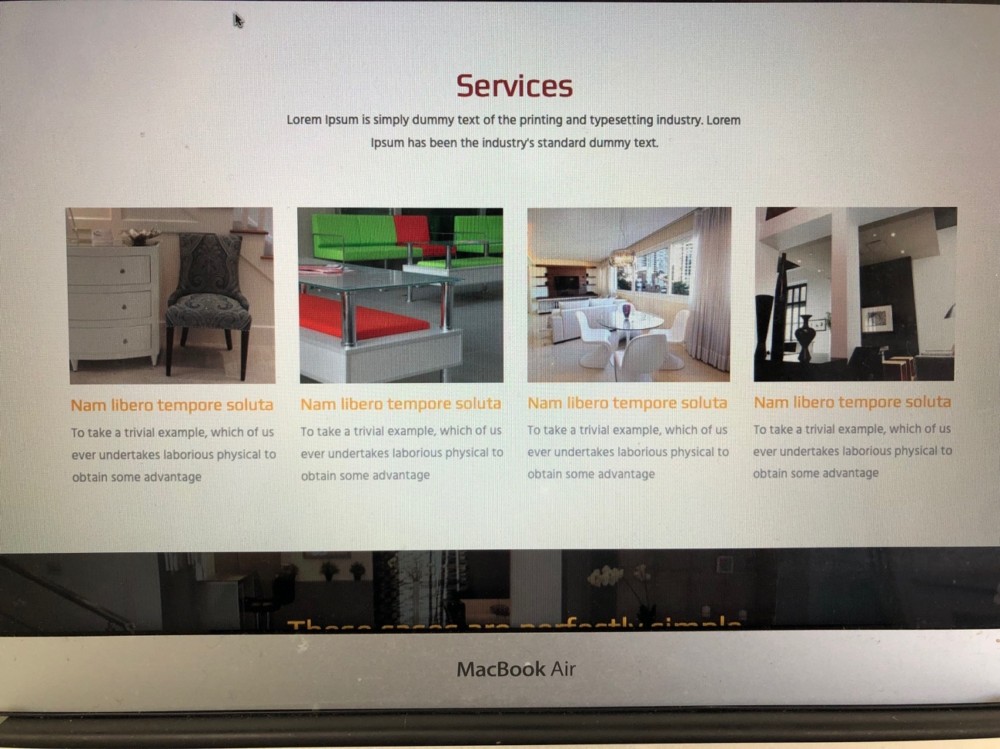 Services
Lorem Ipsum is simply dummy text of the printing and typesetting industry. Lorem
Ipsum has been the industry's standard dummy text.
Nam libero tempore soluta
To take a trivial example, which of us
ever undertakes laborious physical to
obtain some advantage
Nam libero tempore soluta
To take a trivial example, which of us
ever undertakes laborious physical to
obtain some advantage
Nam libero tempore soluta
To take a trivial example, which of us
ever undertakes laborious physical to
obtain some advantage
Nam libero tempore soluta
To take a trivial example, which of us
ever undertakes laborious physical to
obtain some advantage
These cases are perfectly simple
MacBook Air